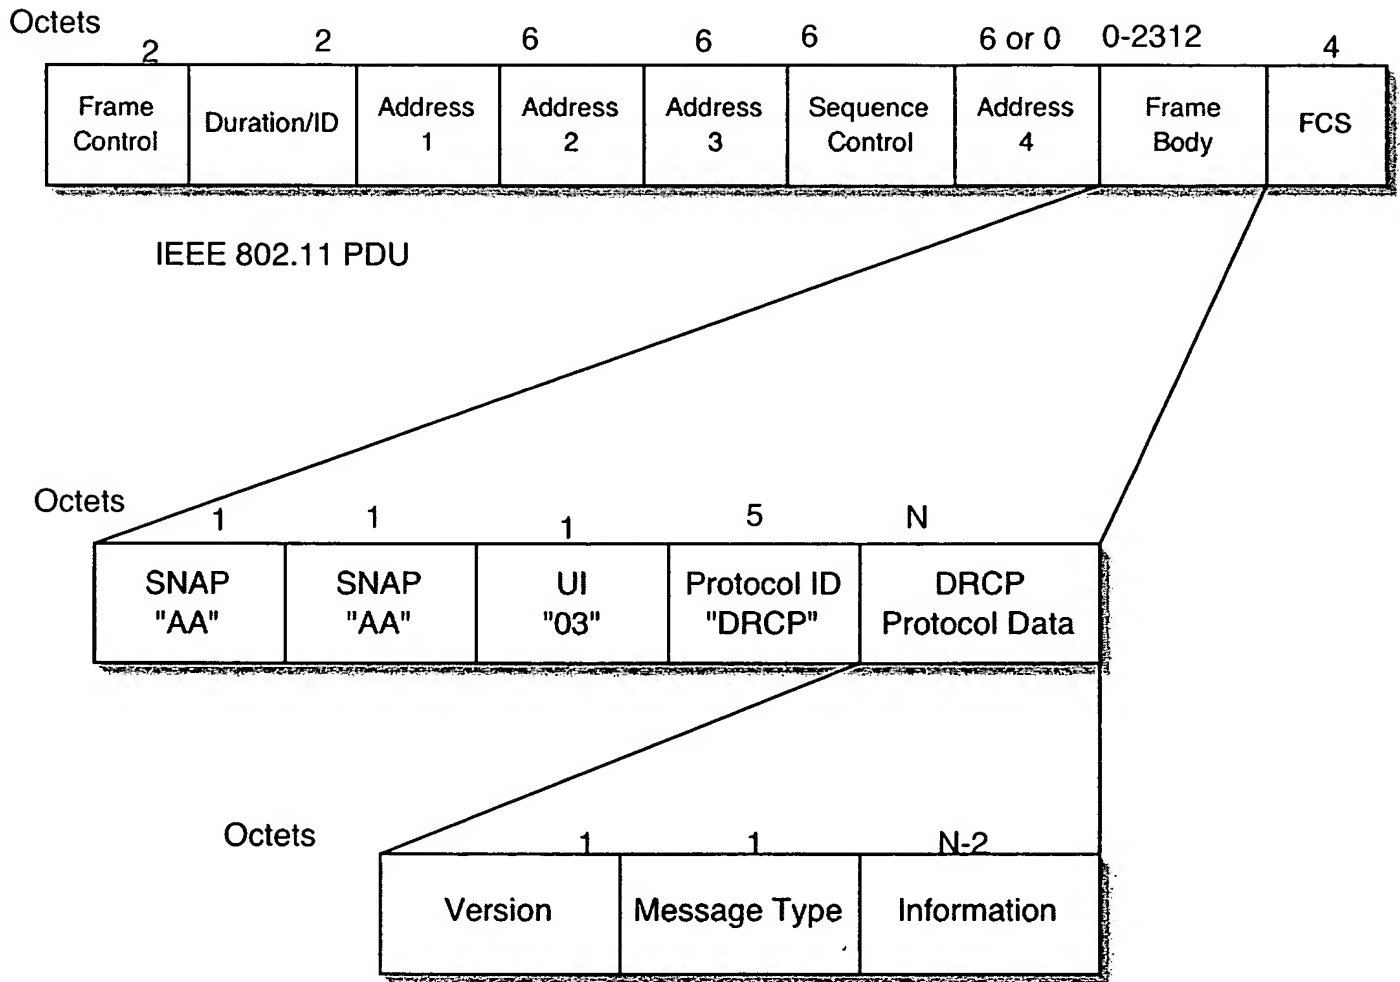 Octets
2 2 6 6 6 6 or 0 0-2312 4
Frame Control
Duration/ID
Address 1
Address 2
Address 3
Sequence Control
Address 4
Frame Body
FCS
IEEE 802.11 PDU
Octets
1 1 1 5 N
SNAP "AA"
SNAP "AA"
UI "03"
Protocol ID "DRCP"
DRCP Protocol Data
Octets
1 1 N-2
Version
Message Type
Information